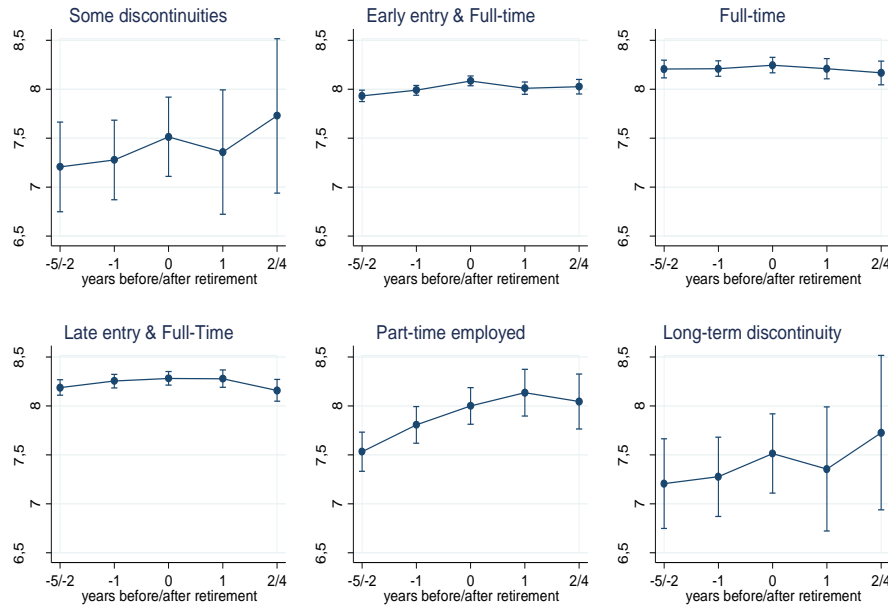 Some discontinuities
Early entry & Full-time
Full-time
8,5
8
7,5
7
6,5
-5/-2 -1 0 1 2/4
years before/after retirement
8,5
8
7,5
7
6,5
-5/-2 -1 0 1 2/4
years before/after retirement
8,5
8
7,5
7
6,5
-5/-2 -1 0 1 2/4
years before/after retirement
Late entry & Full-Time
Part-time employed
Long-term discontinuity
8,5
8
7,5
7
6,5
-5/-2 -1 0 1 2/4
years before/after retirement
8,5
8
7,5
7
6,5
-5/-2 -1 0 1 2/4
years before/after retirement
8,5
8
7,5
7
6,5
-5/-2 -1 0 1 2/4
years before/after retirement